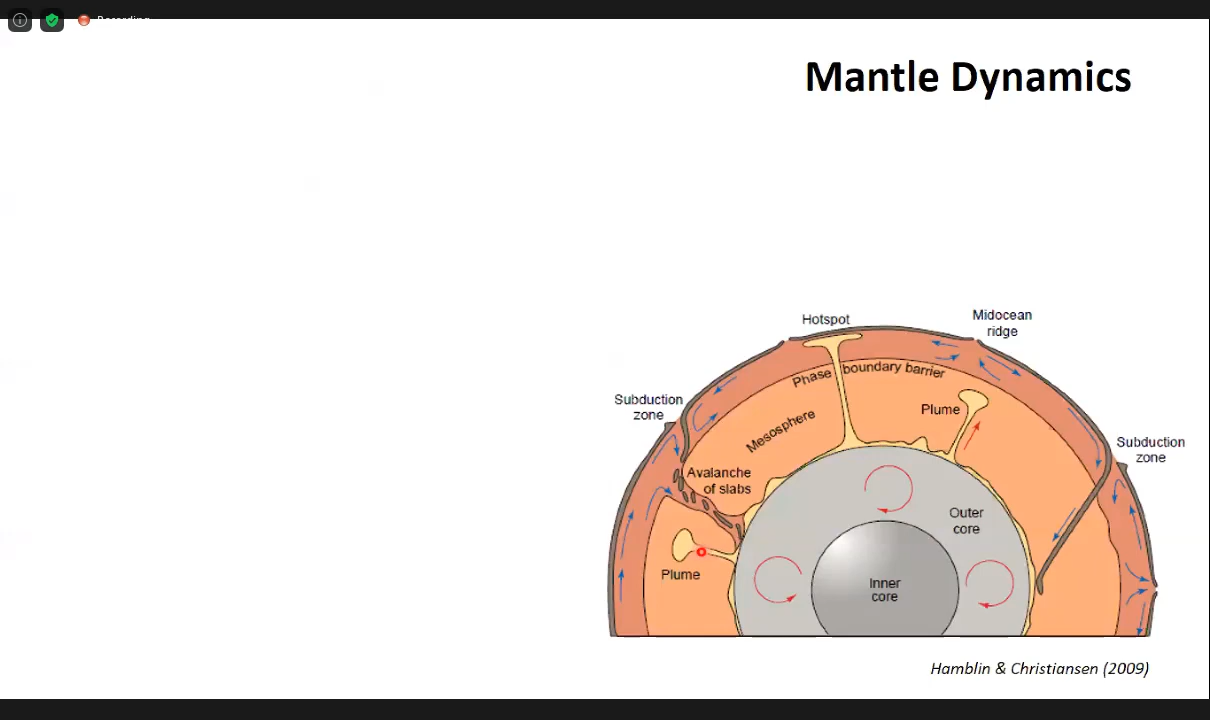 Recording
Mantle Dynamics
Hotspot
Midocean
ridge
Phase boundary barrier
Subduction
zone
Plume
Mesosphere
Subduction
zone
Avalanche
of slabs
Outer
core
Plume
Inner
core
Hamblin & Christiansen (2009)